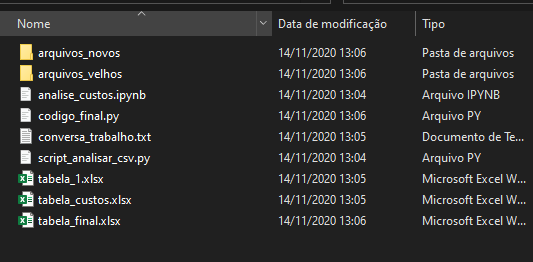 Nome Data de modificação Tipo
arquivos_novos 14/11/2020 13:06 Pasta de arquivos
arquivos_velhos 14/11/2020 13:06 Pasta de arquivos
analise_custos.ipynb 14/11/2020 13:04 Arquivo IPYNB
codigo_final.py 14/11/2020 13:06 Arquivo PY
conversa_trabalho.txt 14/11/2020 13:05 Documento de Te...
script_analisar_csv.py 14/11/2020 13:04 Arquivo PY
tabela_1.xlsx 14/11/2020 13:05 Microsoft Excel W...
tabela_custos.xlsx 14/11/2020 13:05 Microsoft Excel W...
tabela_final.xlsx 14/11/2020 13:06 Microsoft Excel W...